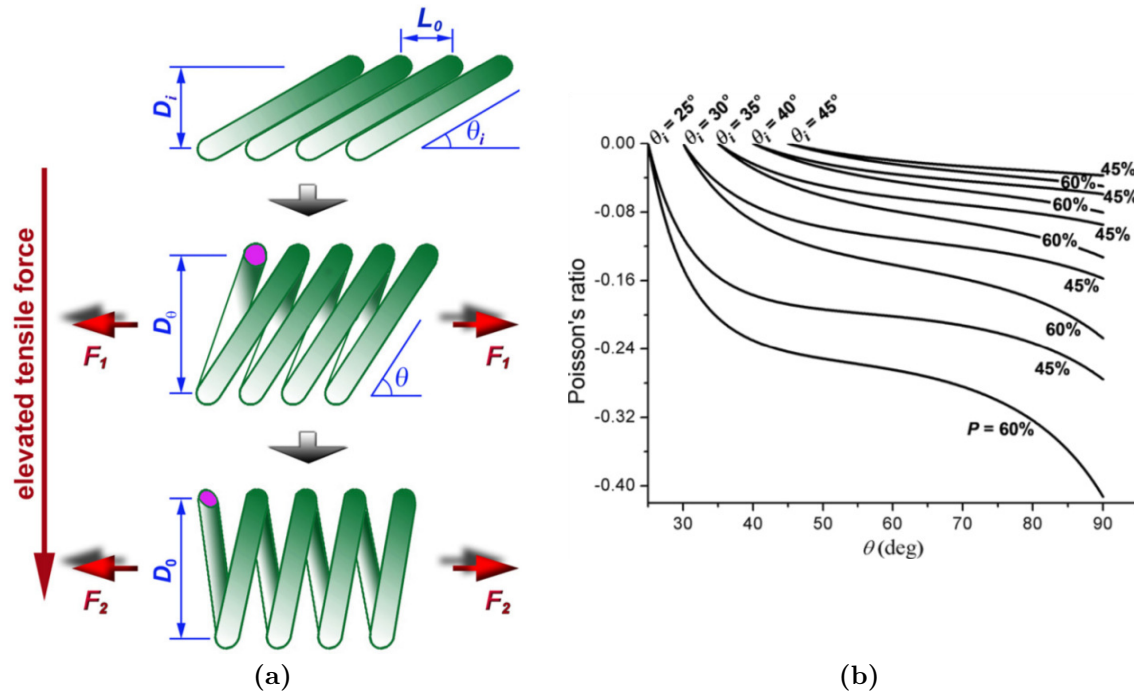 L₀
Dᵢ
θᵢ
elevated tensile force
F₁
D_θ
θ
F₁
F₂
D₀
F₂
(a)
θᵢ = 25°
θᵢ = 30°
θᵢ = 35°
θᵢ = 40°
θᵢ = 45°
0.00
-0.08
-0.16
-0.24
-0.32
-0.40
Poisson's ratio
45%
60%
45%
60%
45%
60%
45%
60%
45%
P = 60%
30 40 50 60 70 80 90
θ (deg)
(b)